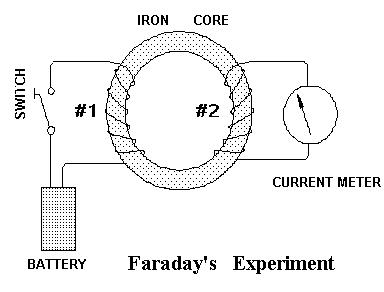 IRON CORE
SWITCH
#1
#2
CURRENT METER
BATTERY
Faraday's Experiment